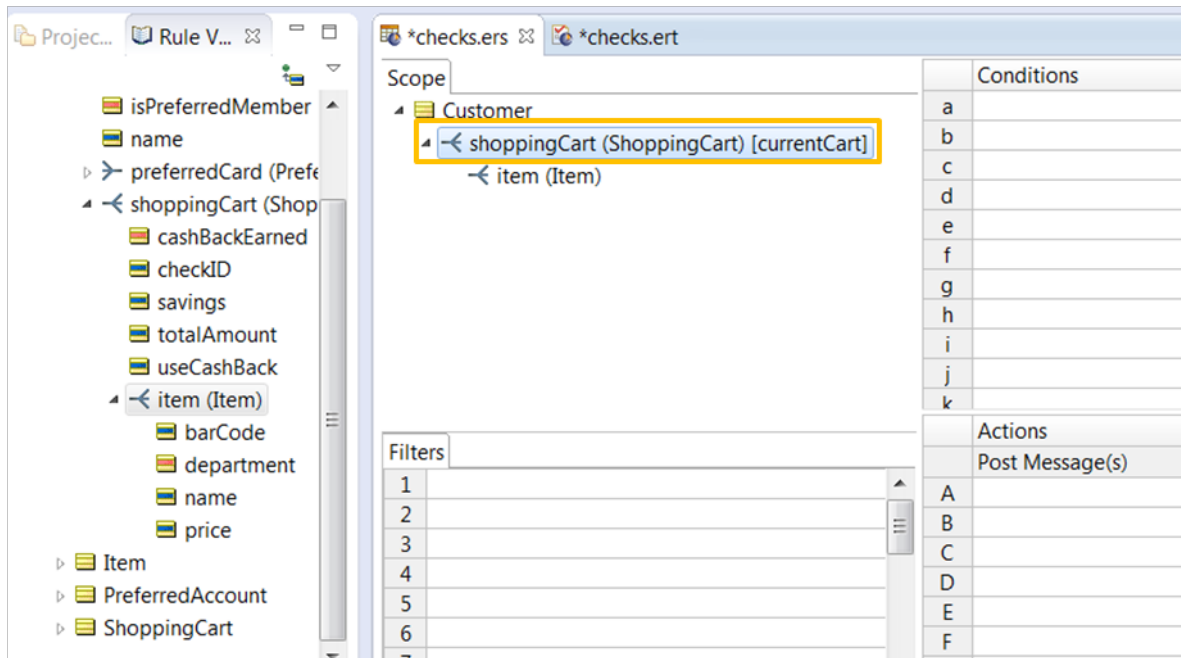 Projec...
Rule V...
isPreferredMember
name
preferredCard (Prefe
shoppingCart (Shop
cashBackEarned
checkID
savings
totalAmount
useCashBack
item (Item)
barCode
department
name
price
Item
PreferredAccount
ShoppingCart
*checks.ers
*checks.ert
Scope
Customer
shoppingCart (ShoppingCart) [currentCart]
item (Item)
Filters
1
2
3
4
5
6
Conditions
a
b
c
d
e
f
g
h
i
j
k
Actions
Post Message(s)
A
B
C
D
E
F